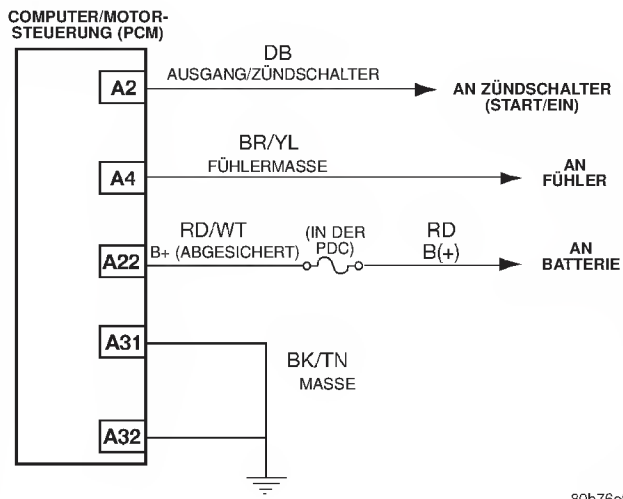 COMPUTER/MOTOR-
STEUERUNG (PCM)
A2
DB
AUSGANG/ZÜNDSCHALTER
AN ZÜNDSCHALTER
(START/EIN)
A4
BR/YL
FÜHLERMASSE
AN
FÜHLER
A22
RD/WT
B+ (ABGESICHERT)
(IN DER
PDC)
RD
B(+)
AN
BATTERIE
A31
BK/TN
MASSE
A32